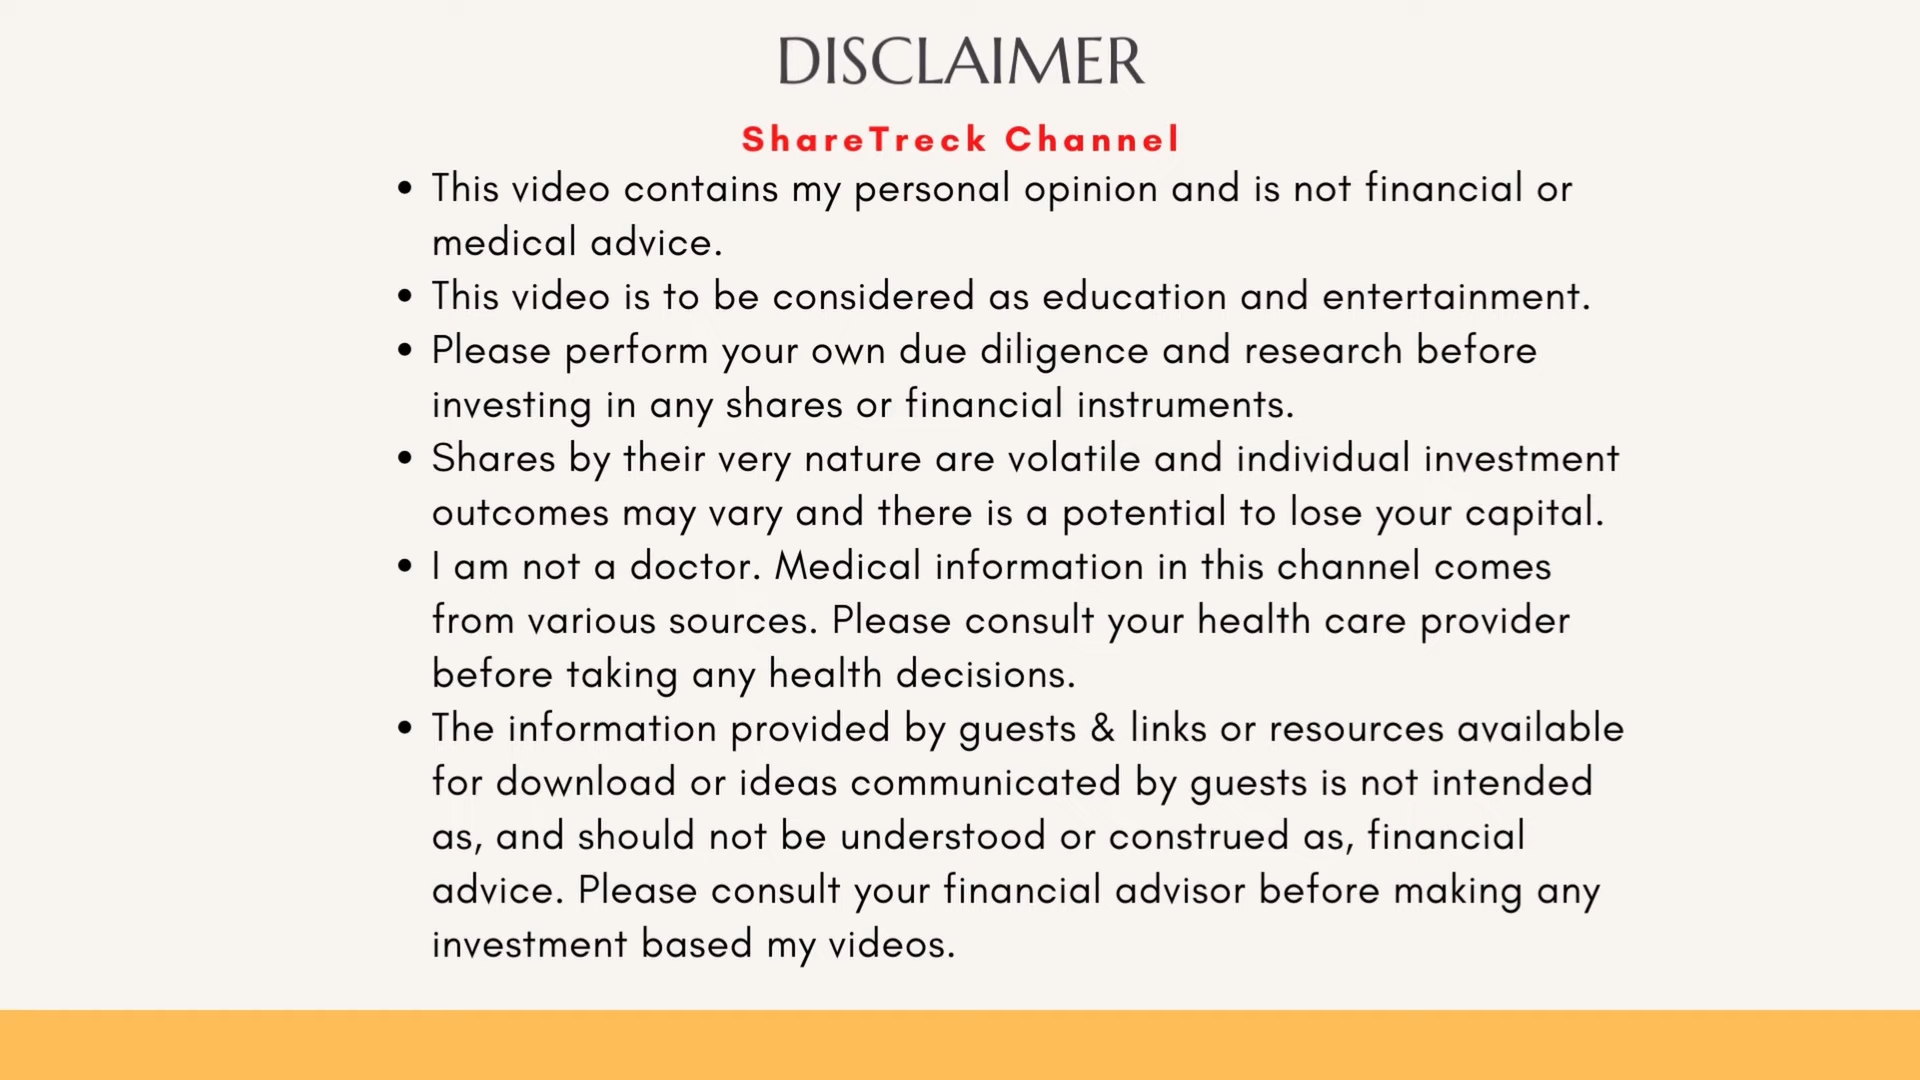 DISCLAIMER
ShareTreck Channel
• This video contains my personal opinion and is not financial or
medical advice.
• This video is to be considered as education and entertainment.
• Please perform your own due diligence and research before
investing in any shares or financial instruments.
• Shares by their very nature are volatile and individual investment
outcomes may vary and there is a potential to lose your capital.
• I am not a doctor. Medical information in this channel comes
from various sources. Please consult your health care provider
before taking any health decisions.
• The information provided by guests & links or resources available
for download or ideas communicated by guests is not intended
as, and should not be understood or construed as, financial
advice. Please consult your financial advisor before making any
investment based my videos.